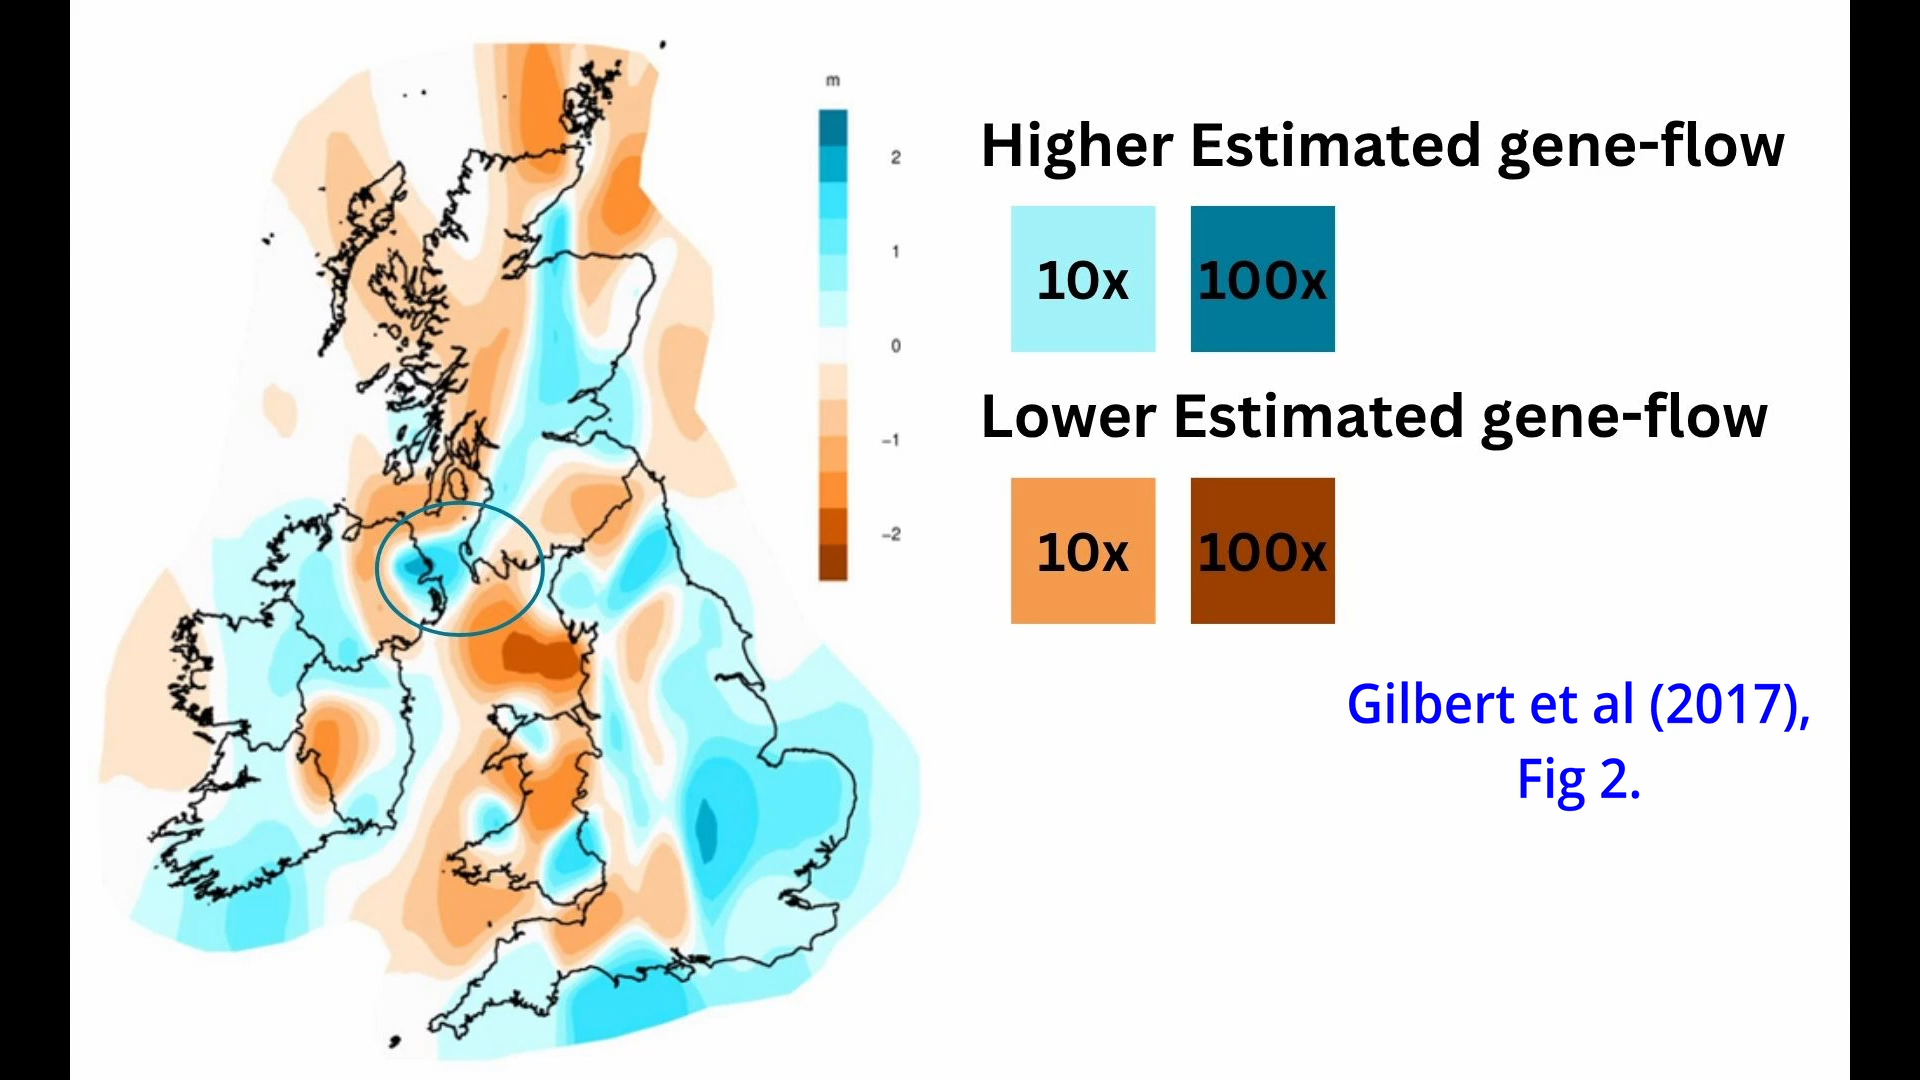 m
2
1
0
−1
−2
Higher Estimated gene-flow
10x 100x
Lower Estimated gene-flow
10x 100x
Gilbert et al (2017),
Fig 2.